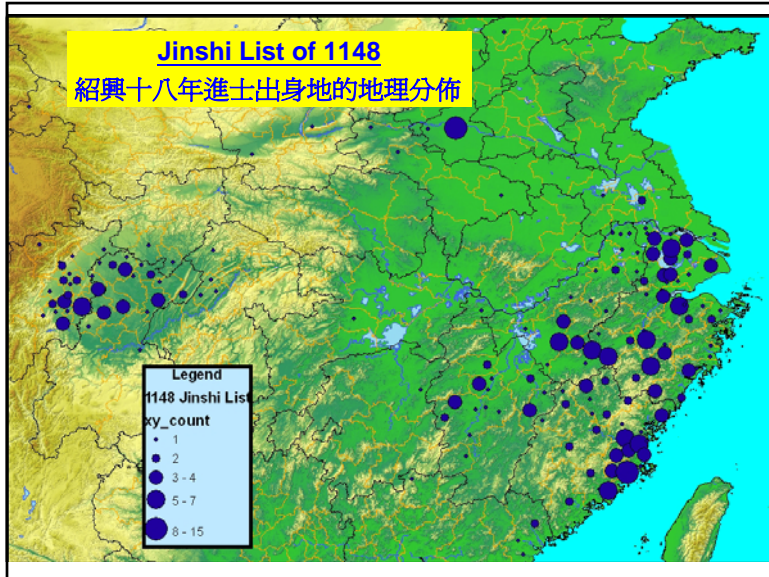 Jinshi List of 1148
紹興十八年進士出身地的地理分佈
Legend
1148 Jinshi List
xy_count
1
2
3 - 4
5 - 7
8 - 15